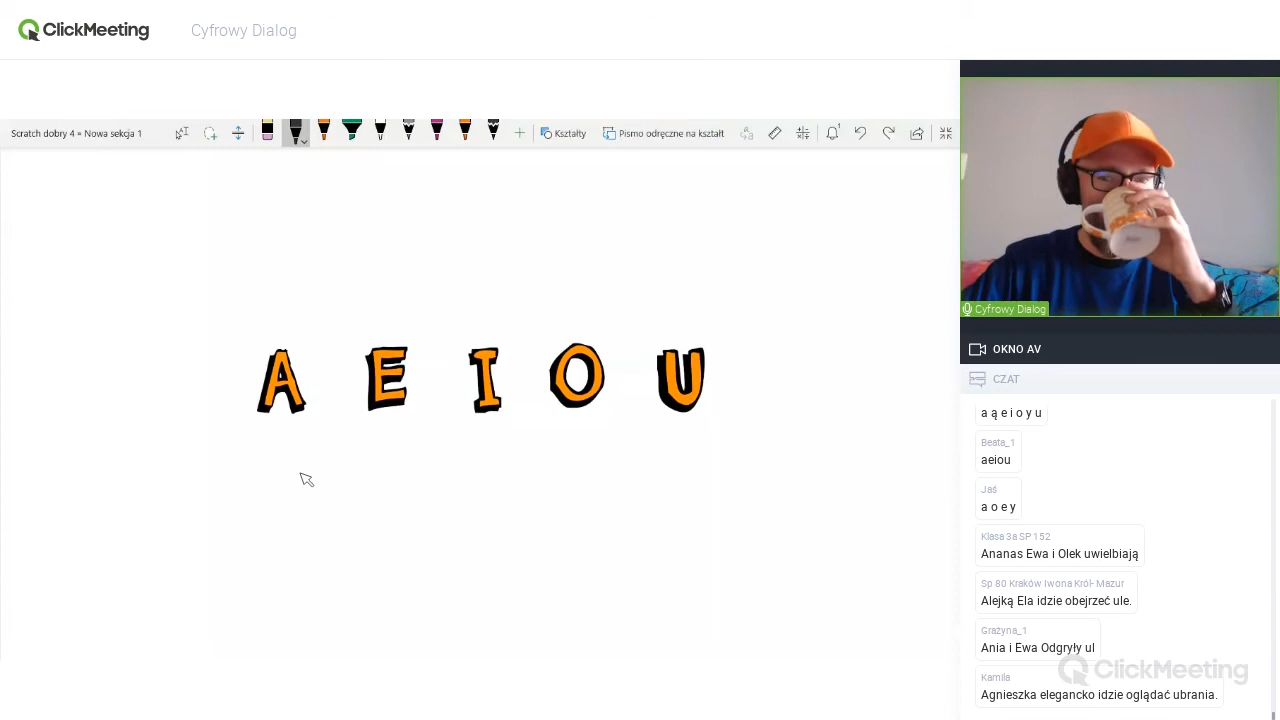 ClickMeeting Cyfrowy Dialog
Scratch dobry 4 = Nowa sekcja 1
Kształty
Pismo odręczne na kształt
A E I O U
Cyfrowy Dialog
OKNO AV
CZAT
a ą e i o y u
Beata_1
aeiou
Jaś
a o e y
Klasa 3a SP 152
Ananas Ewa i Olek uwielbiają
Sp 80 Kraków Iwona Król- Mazur
Alejką Ela idzie obejrzeć ule.
Grażyna_1
Ania i Ewa Odgryły ul
ClickMeeting
Kamila
Agnieszka elegancko idzie oglądać ubrania.